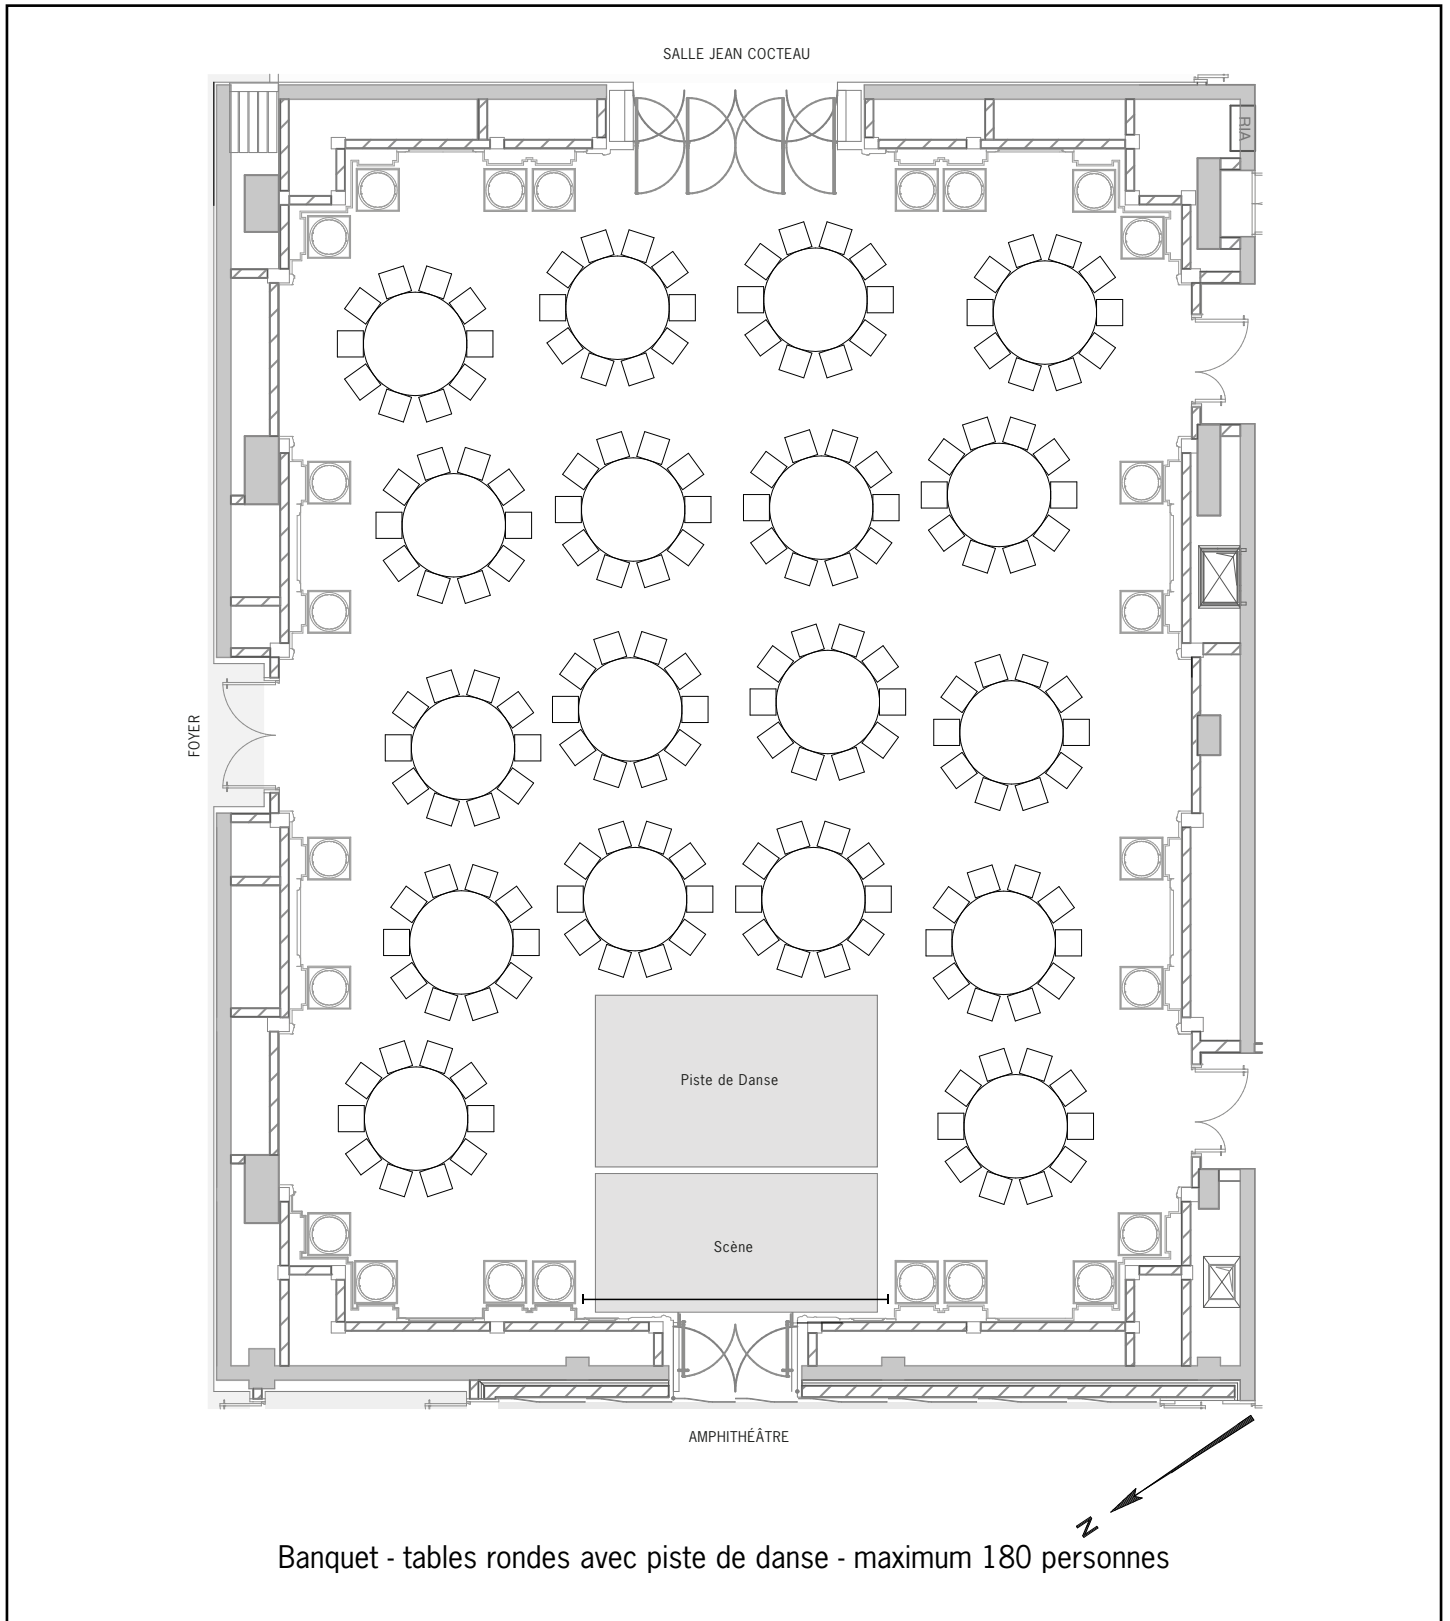 SALLE JEAN COCTEAU
RIA
FOYER
Piste de Danse
Scène
AMPHITHÉÂTRE
N
Banquet - tables rondes avec piste de danse - maximum 180 personnes